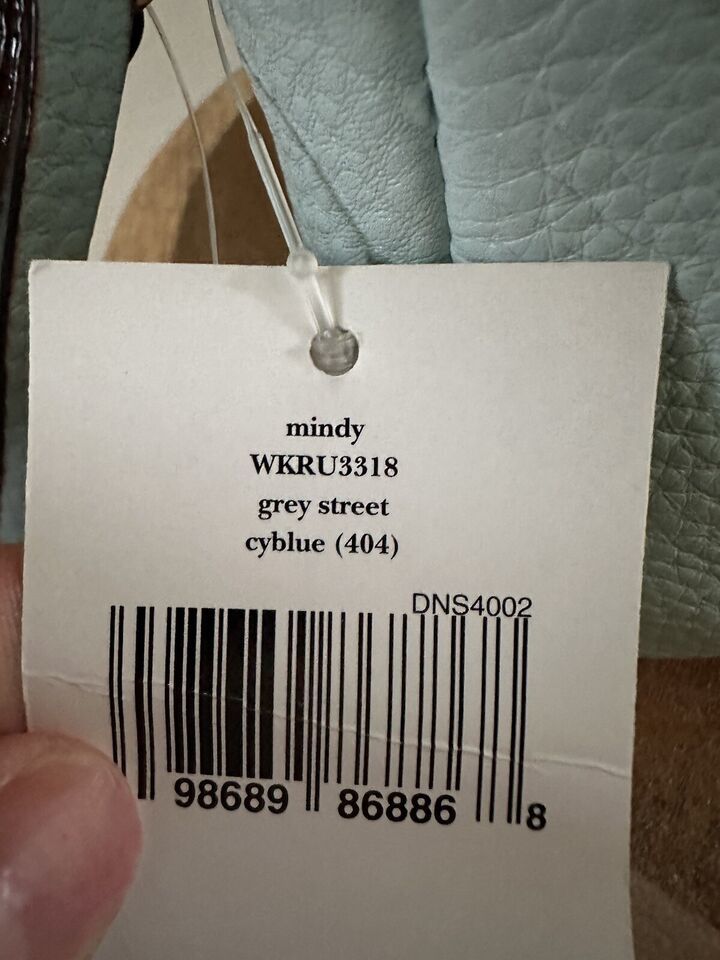 mindy
WKRU3318
grey street
cyblue (404)
DNS4002
98689 86886 8